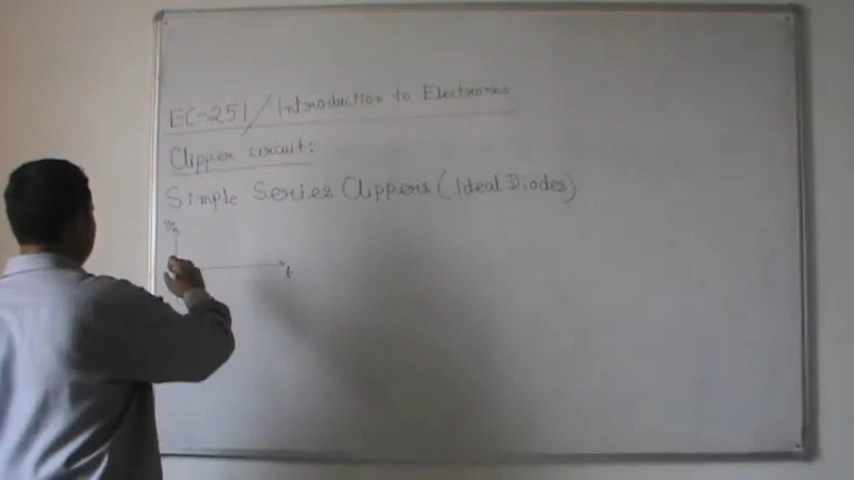 EC-251/Introduction to Electronics
Clipper circuit:
Simple Series Clippers (Ideal Diodes)
t